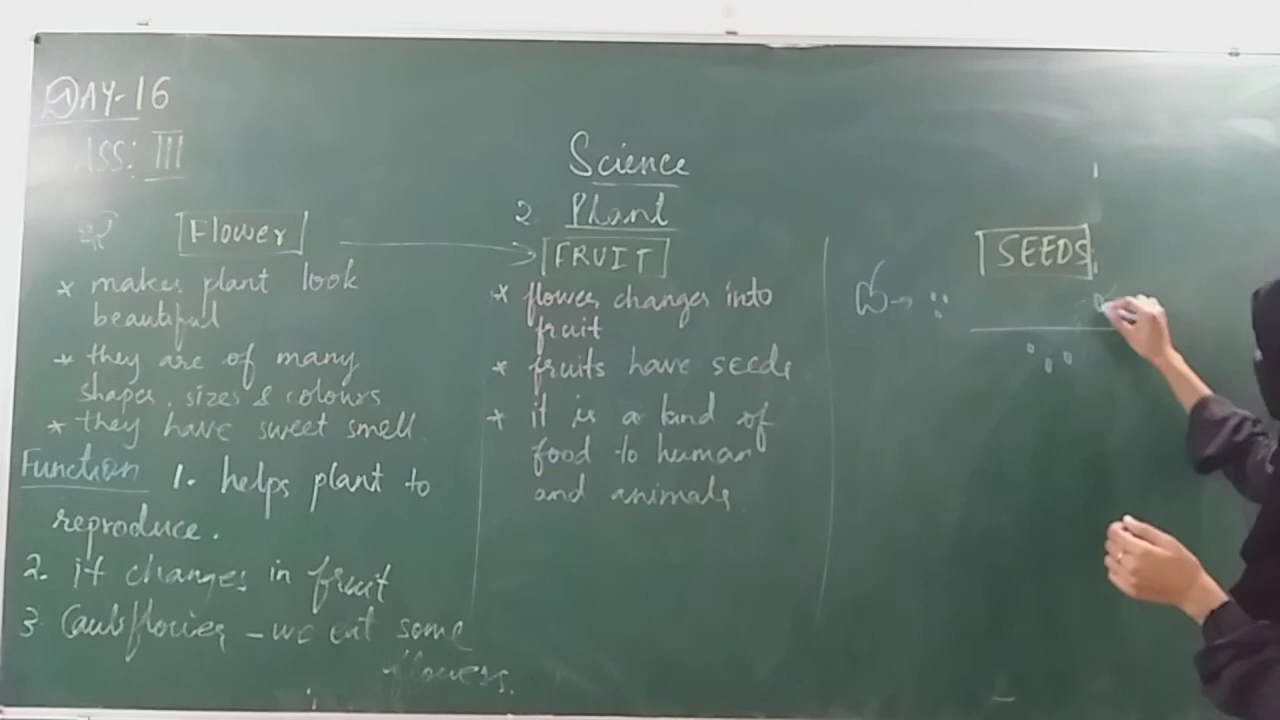 DAY-16
ss: III
Science
2. Plant
Flower
* makes plant look
beautiful
* they are of many
shapes, sizes & colours
* they have sweet smell
Function 1. helps plant to
reproduce.
2. it changes in fruit
3. Cauliflower - we eat some
flowers.
FRUIT
* flower changes into
fruit
* fruits have seeds
* it is a kind of
food to human
and animals
SEEDS